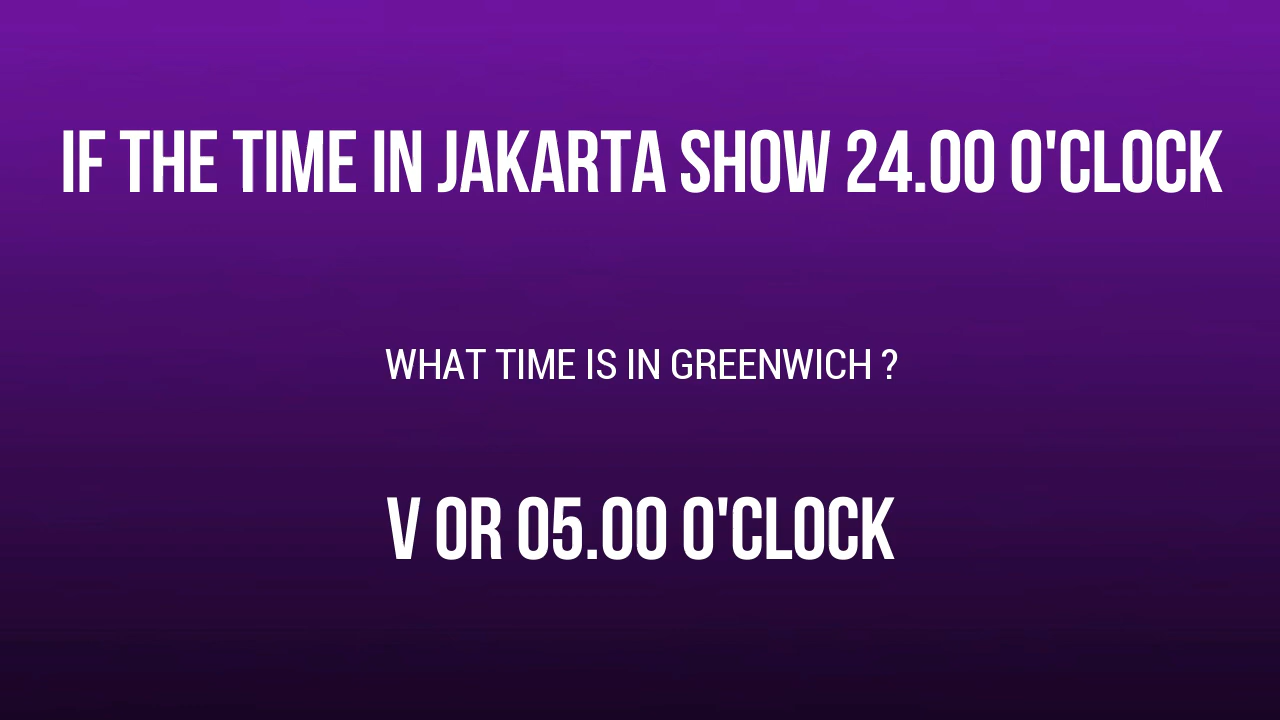 IF THE TIME IN JAKARTA SHOW 24.00 O'CLOCK
WHAT TIME IS IN GREENWICH ?
V OR 05.00 O'CLOCK